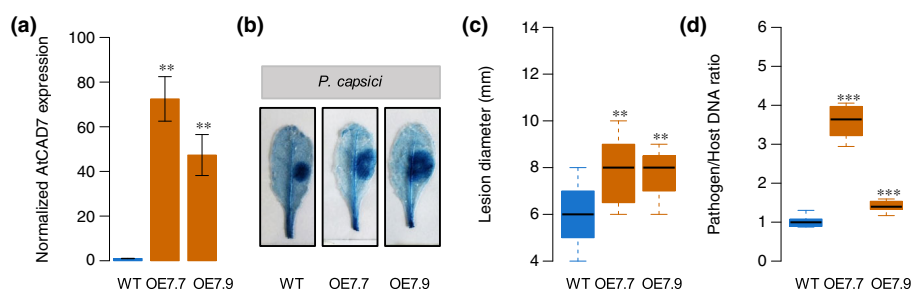 (a)
Normalized AtCAD7 expression
100
80
60
40
20
0
**
**
WT OE7.7 OE7.9
(b)
P. capsici
WT OE7.7 OE7.9
(c)
Lesion diameter (mm)
14
12
10
8
6
4
**
**
WT OE7.7 OE7.9
(d)
Pathogen/Host DNA ratio
6
5
4
3
2
1
0
***
***
WT OE7.7 OE7.9